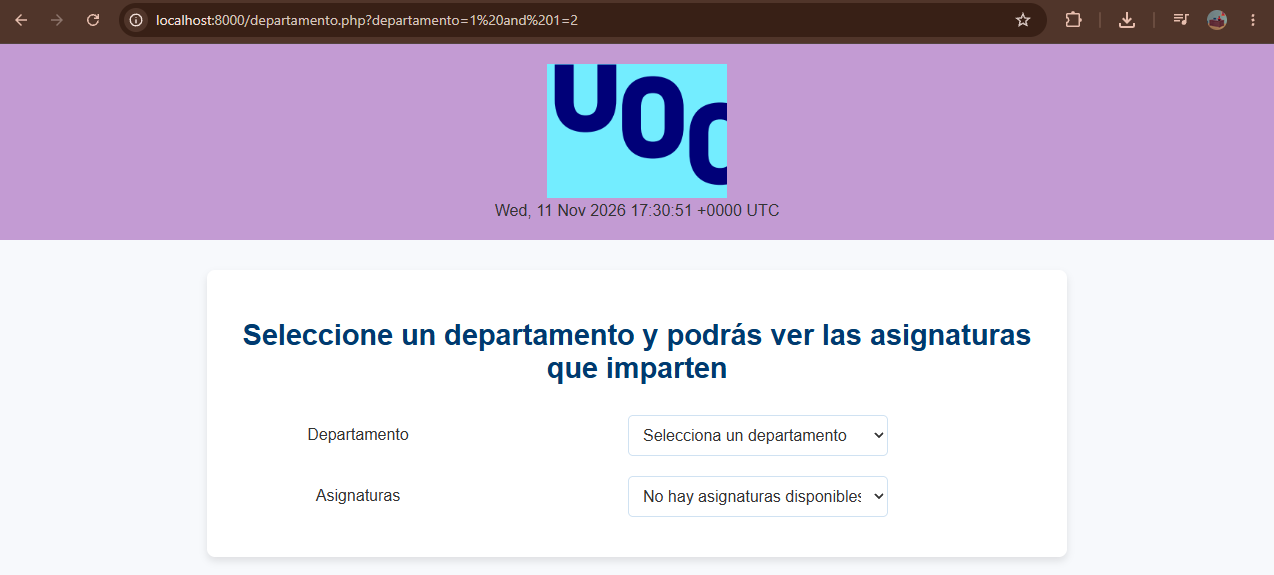 localhost:8000/departamento.php?departamento=1%20and%201=2
UOC
Wed, 11 Nov 2026 17:30:51 +0000 UTC
Seleccione un departamento y podrás ver las asignaturas
que imparten
Departamento
Selecciona un departamento
Asignaturas
No hay asignaturas disponibles